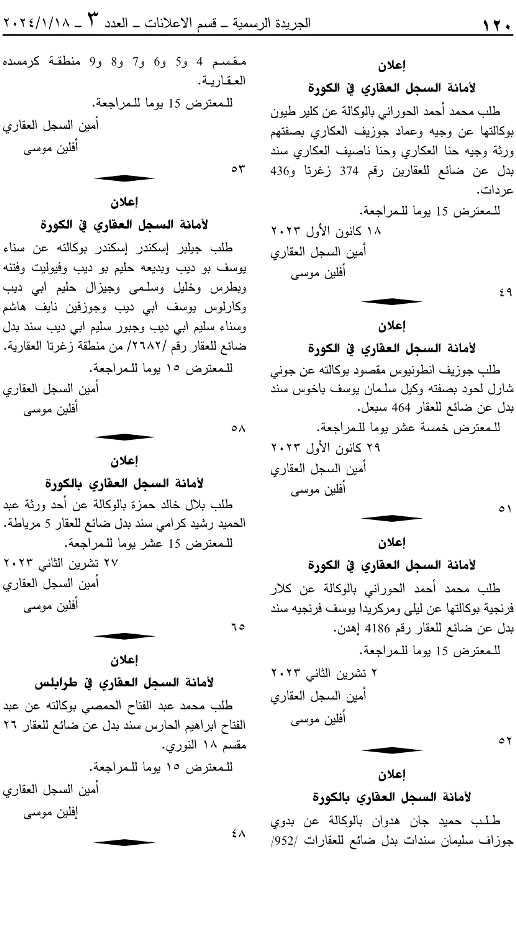 ١٢٠
الجريدة الرسمية ــ قسم الاعلانات ــ العدد ٣ ــ ٢٠٢٤/١/١٨
إعلان
لأمانة السجل العقاري في الكورة
طلب محمد أحمد الحوراني بالوكالة عن كلير طيون
بوكالتها عن وجيه وعماد جوزيف العكاري بصفتهم
ورثة وجيه حنا العكاري وحنا ناصيف العكاري سند
بدل عن ضائع للعقارين رقم 374 زغرتا و436
عردات.
للمعترض 15 يوما للمراجعة.
١٨ كانون الأول ٢٠٢٣
أمين السجل العقاري
أفلين موسى
٤٩
إعلان
لأمانة السجل العقاري في الكورة
طلب جوزيف انطونيوس مقصود بوكالته عن جوني
شارل لحود بصفته وكيل سلمان يوسف باخوس سند
بدل عن ضائع للعقار 464 سبعل.
للمعترض خمسة عشر يوما للمراجعة.
٢٩ كانون الأول ٢٠٢٣
أمين السجل العقاري
أفلين موسى
٥١
إعلان
لأمانة السجل العقاري في الكورة
طلب محمد أحمد الحوراني بالوكالة عن كلار
فرنجية بوكالتها عن ليلى ومركريدا يوسف فرنجيه سند
بدل عن ضائع للعقار رقم 4186 إهدن.
للمعترض 15 يوما للمراجعة.
٢ تشرين الثاني ٢٠٢٣
أمين السجل العقاري
أفلين موسى
٥٢
إعلان
لأمانة السجل العقاري بالكورة
طلب حميد جان هدوان بالوكالة عن بدوي
جوزاف سليمان سندات بدل ضائع للعقارات /952/
مقسم 4 و5 و6 و7 و8 و9 منطقة كرمسده
العقارية.
للمعترض 15 يوما للمراجعة.
أمين السجل العقاري
أفلين موسى
٥٣
إعلان
لأمانة السجل العقاري في الكورة
طلب جيلبر إسكندر إسكندر بوكالته عن سناء
يوسف بو ديب وبديعه حليم بو ديب وفيوليت وفتنه
وبطرس وخليل وسلمى وجيزال حليم ابي ديب
وكارلوس يوسف ابي ديب وجوزفين نايف هاشم
وسناء سليم ابي ديب وجبور سليم ابي ديب سند بدل
ضائع للعقار رقم /٢٦٨٢/ من منطقة زغرتا العقارية.
للمعترض ١٥ يوما للمراجعة.
أمين السجل العقاري
أفلين موسى
٥٨
إعلان
لأمانة السجل العقاري بالكورة
طلب بلال خالد حمزة بالوكالة عن أحد ورثة عبد
الحميد رشيد كرامي سند بدل ضائع للعقار 5 مرياطة.
للمعترض 15 عشر يوما للمراجعة.
٢٧ تشرين الثاني ٢٠٢٣
أمين السجل العقاري
أفلين موسى
٦٥
إعلان
لأمانة السجل العقاري في طرابلس
طلب محمد عبد الفتاح الحمصي بوكالته عن عبد
الفتاح ابراهيم الحارس سند بدل عن ضائع للعقار ٢٦
مقسم ١٨ النوري.
للمعترض ١٥ يوما للمراجعة.
أمين السجل العقاري
إفلين موسى
٤٨